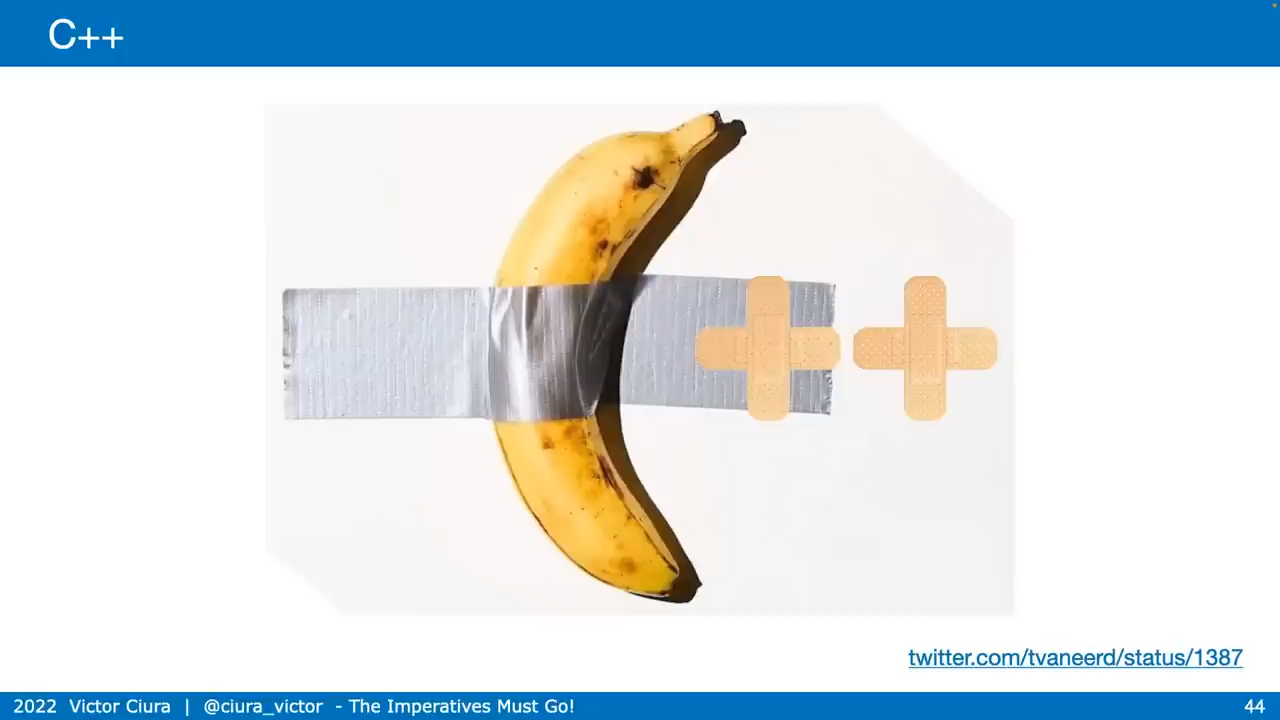 C++
twitter.com/tvaneerd/status/1387
2022 Victor Ciura | @ciura_victor - The Imperatives Must Go!
44